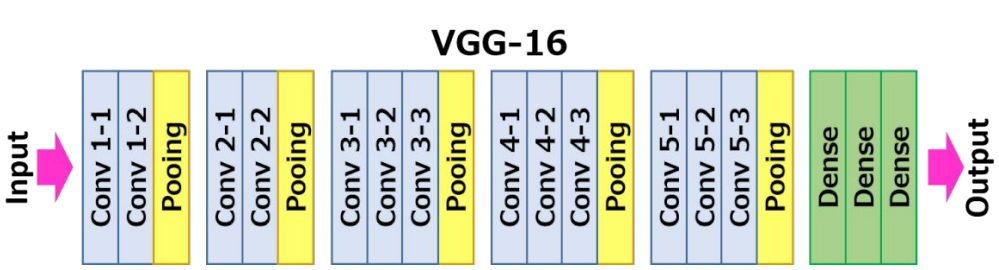 VGG-16
Input
Conv 1-1
Conv 1-2
Pooing
Conv 2-1
Conv 2-2
Pooing
Conv 3-1
Conv 3-2
Conv 3-3
Pooing
Conv 4-1
Conv 4-2
Conv 4-3
Pooing
Conv 5-1
Conv 5-2
Conv 5-3
Pooing
Dense
Dense
Dense
Output